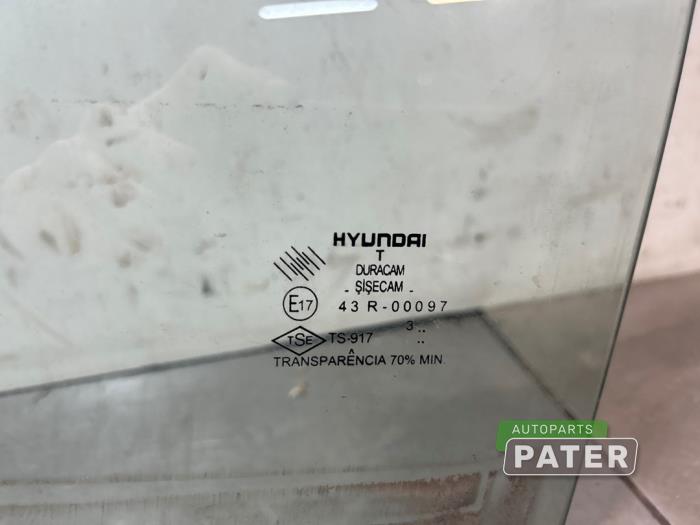 HYUNDAI
T
DURACAM
- ŞİŞECAM -
E17 43 R-00097
3..
TSE TS-917 ..
TRANSPARÊNCIA 70% MIN.
AUTOPARTS
PATER